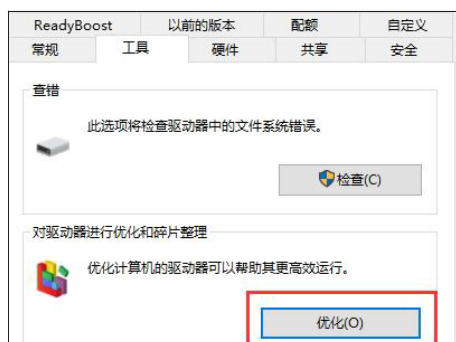 ReadyBoost 以前的版本 配额 自定义
常规 工具 硬件 共享 安全
查错
此选项将检查驱动器中的文件系统错误。
检查(C)
对驱动器进行优化和碎片整理
优化计算机的驱动器可以帮助其更高效运行。
优化(O)